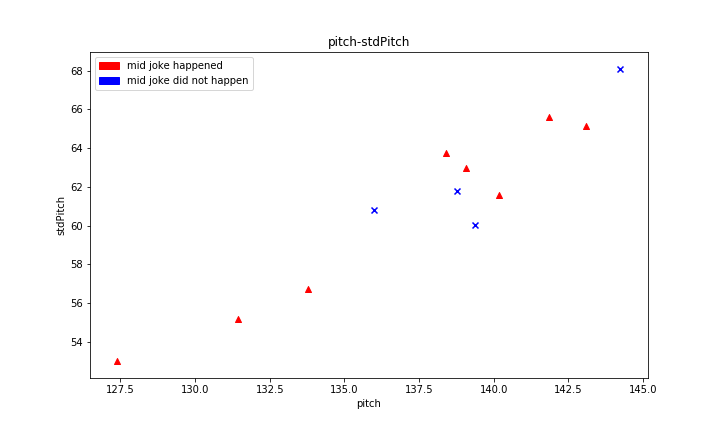 pitch-stdPitch
mid joke happened
mid joke did not happen
stdPitch
68
66
64
62
60
58
56
54
127.5 130.0 132.5 135.0 137.5 140.0 142.5 145.0
pitch